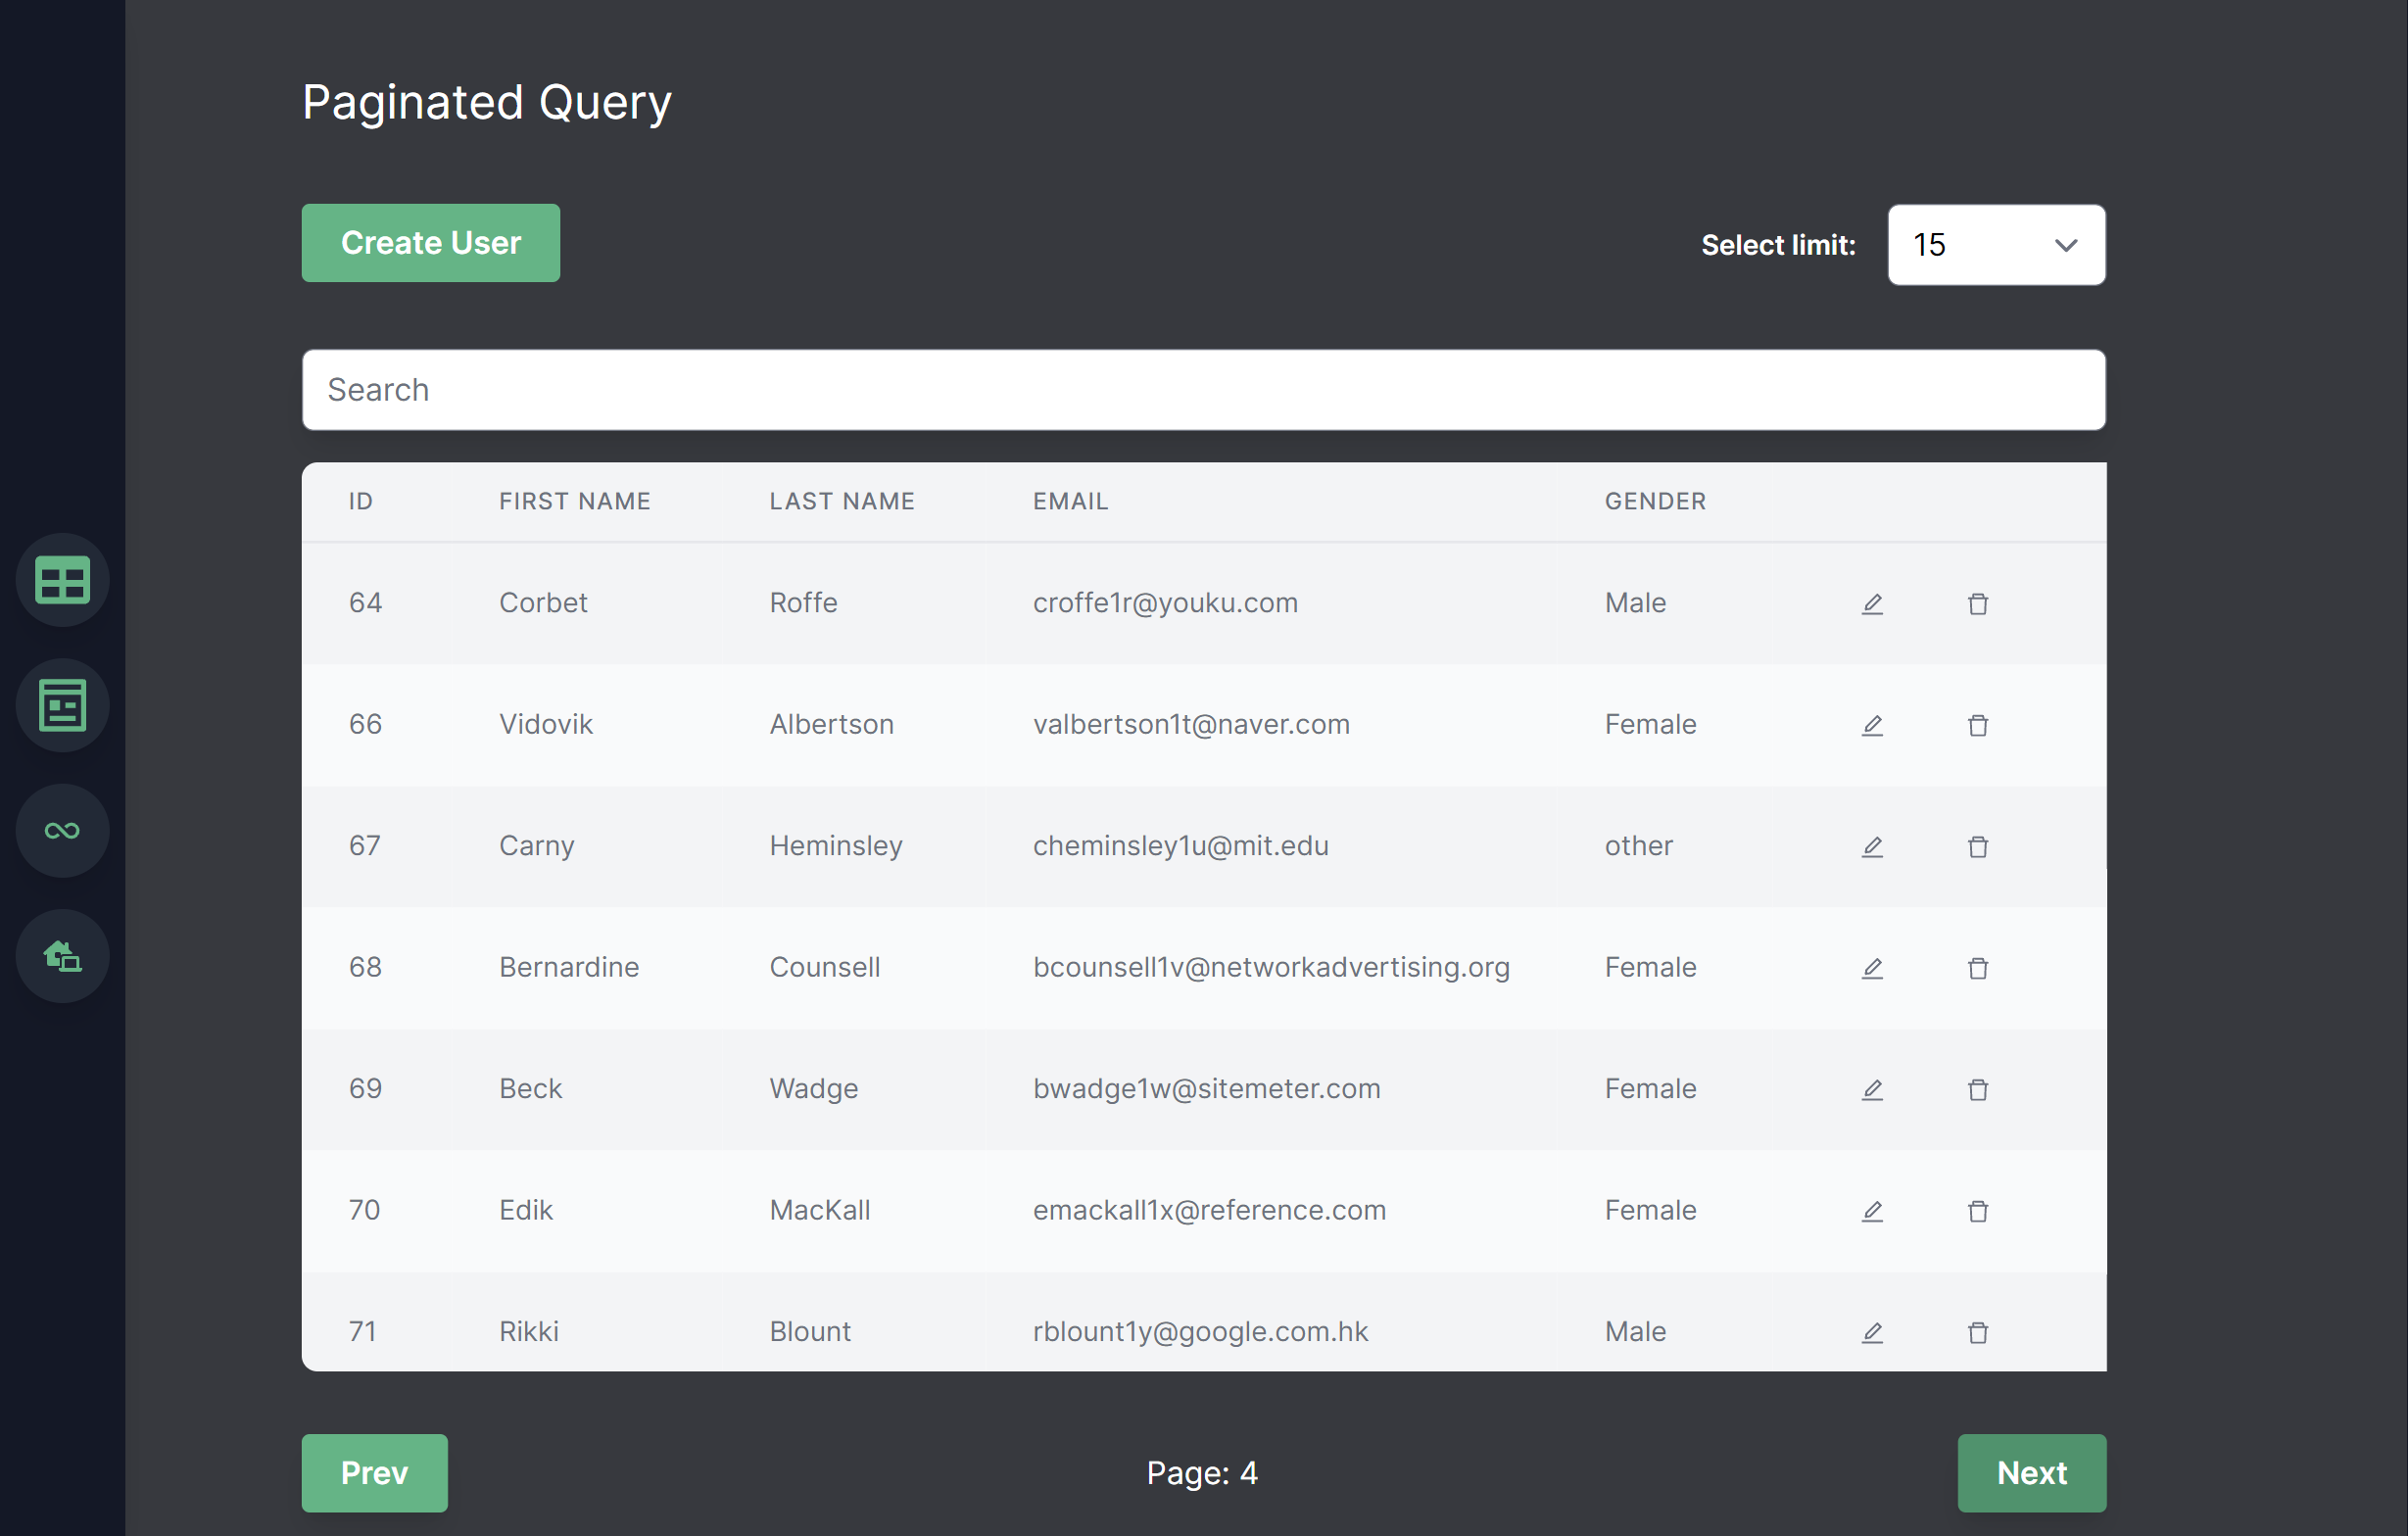 Paginated Query
Create User
Select limit: 15
Search
ID FIRST NAME LAST NAME EMAIL GENDER
64 Corbet Roffe croffe1r@youku.com Male
66 Vidovik Albertson valbertson1t@naver.com Female
67 Carny Heminsley cheminsley1u@mit.edu other
68 Bernardine Counsell bcounsell1v@networkadvertising.org Female
69 Beck Wadge bwadge1w@sitemeter.com Female
70 Edik MacKall emackall1x@reference.com Female
71 Rikki Blount rblount1y@google.com.hk Male
Prev Page: 4 Next